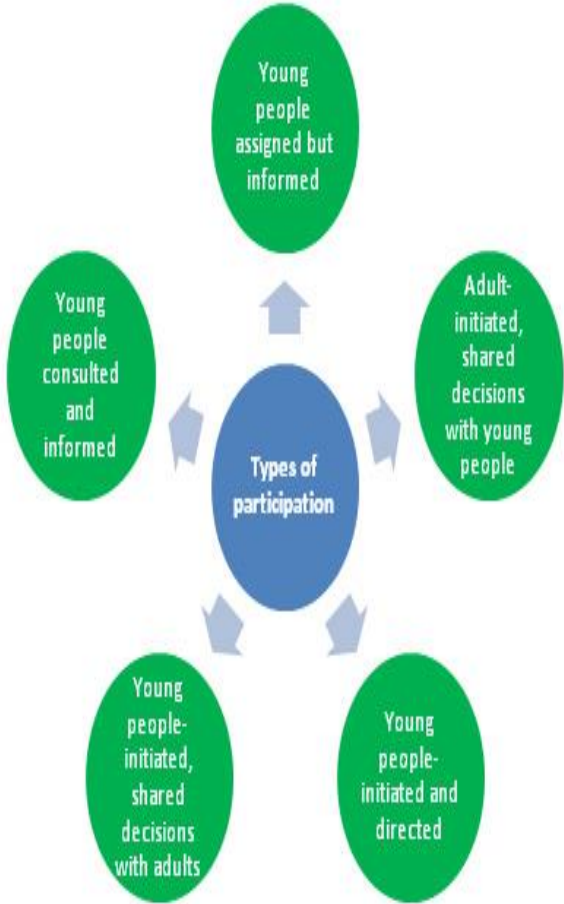 Young
people
assigned but
informed
Adult-
initiated,
shared
decisions
with young
people
Young
people-
initiated and
directed
Young
people-
initiated,
shared
decisions
with adults
Young
people
consulted
and
informed
Types of
participation